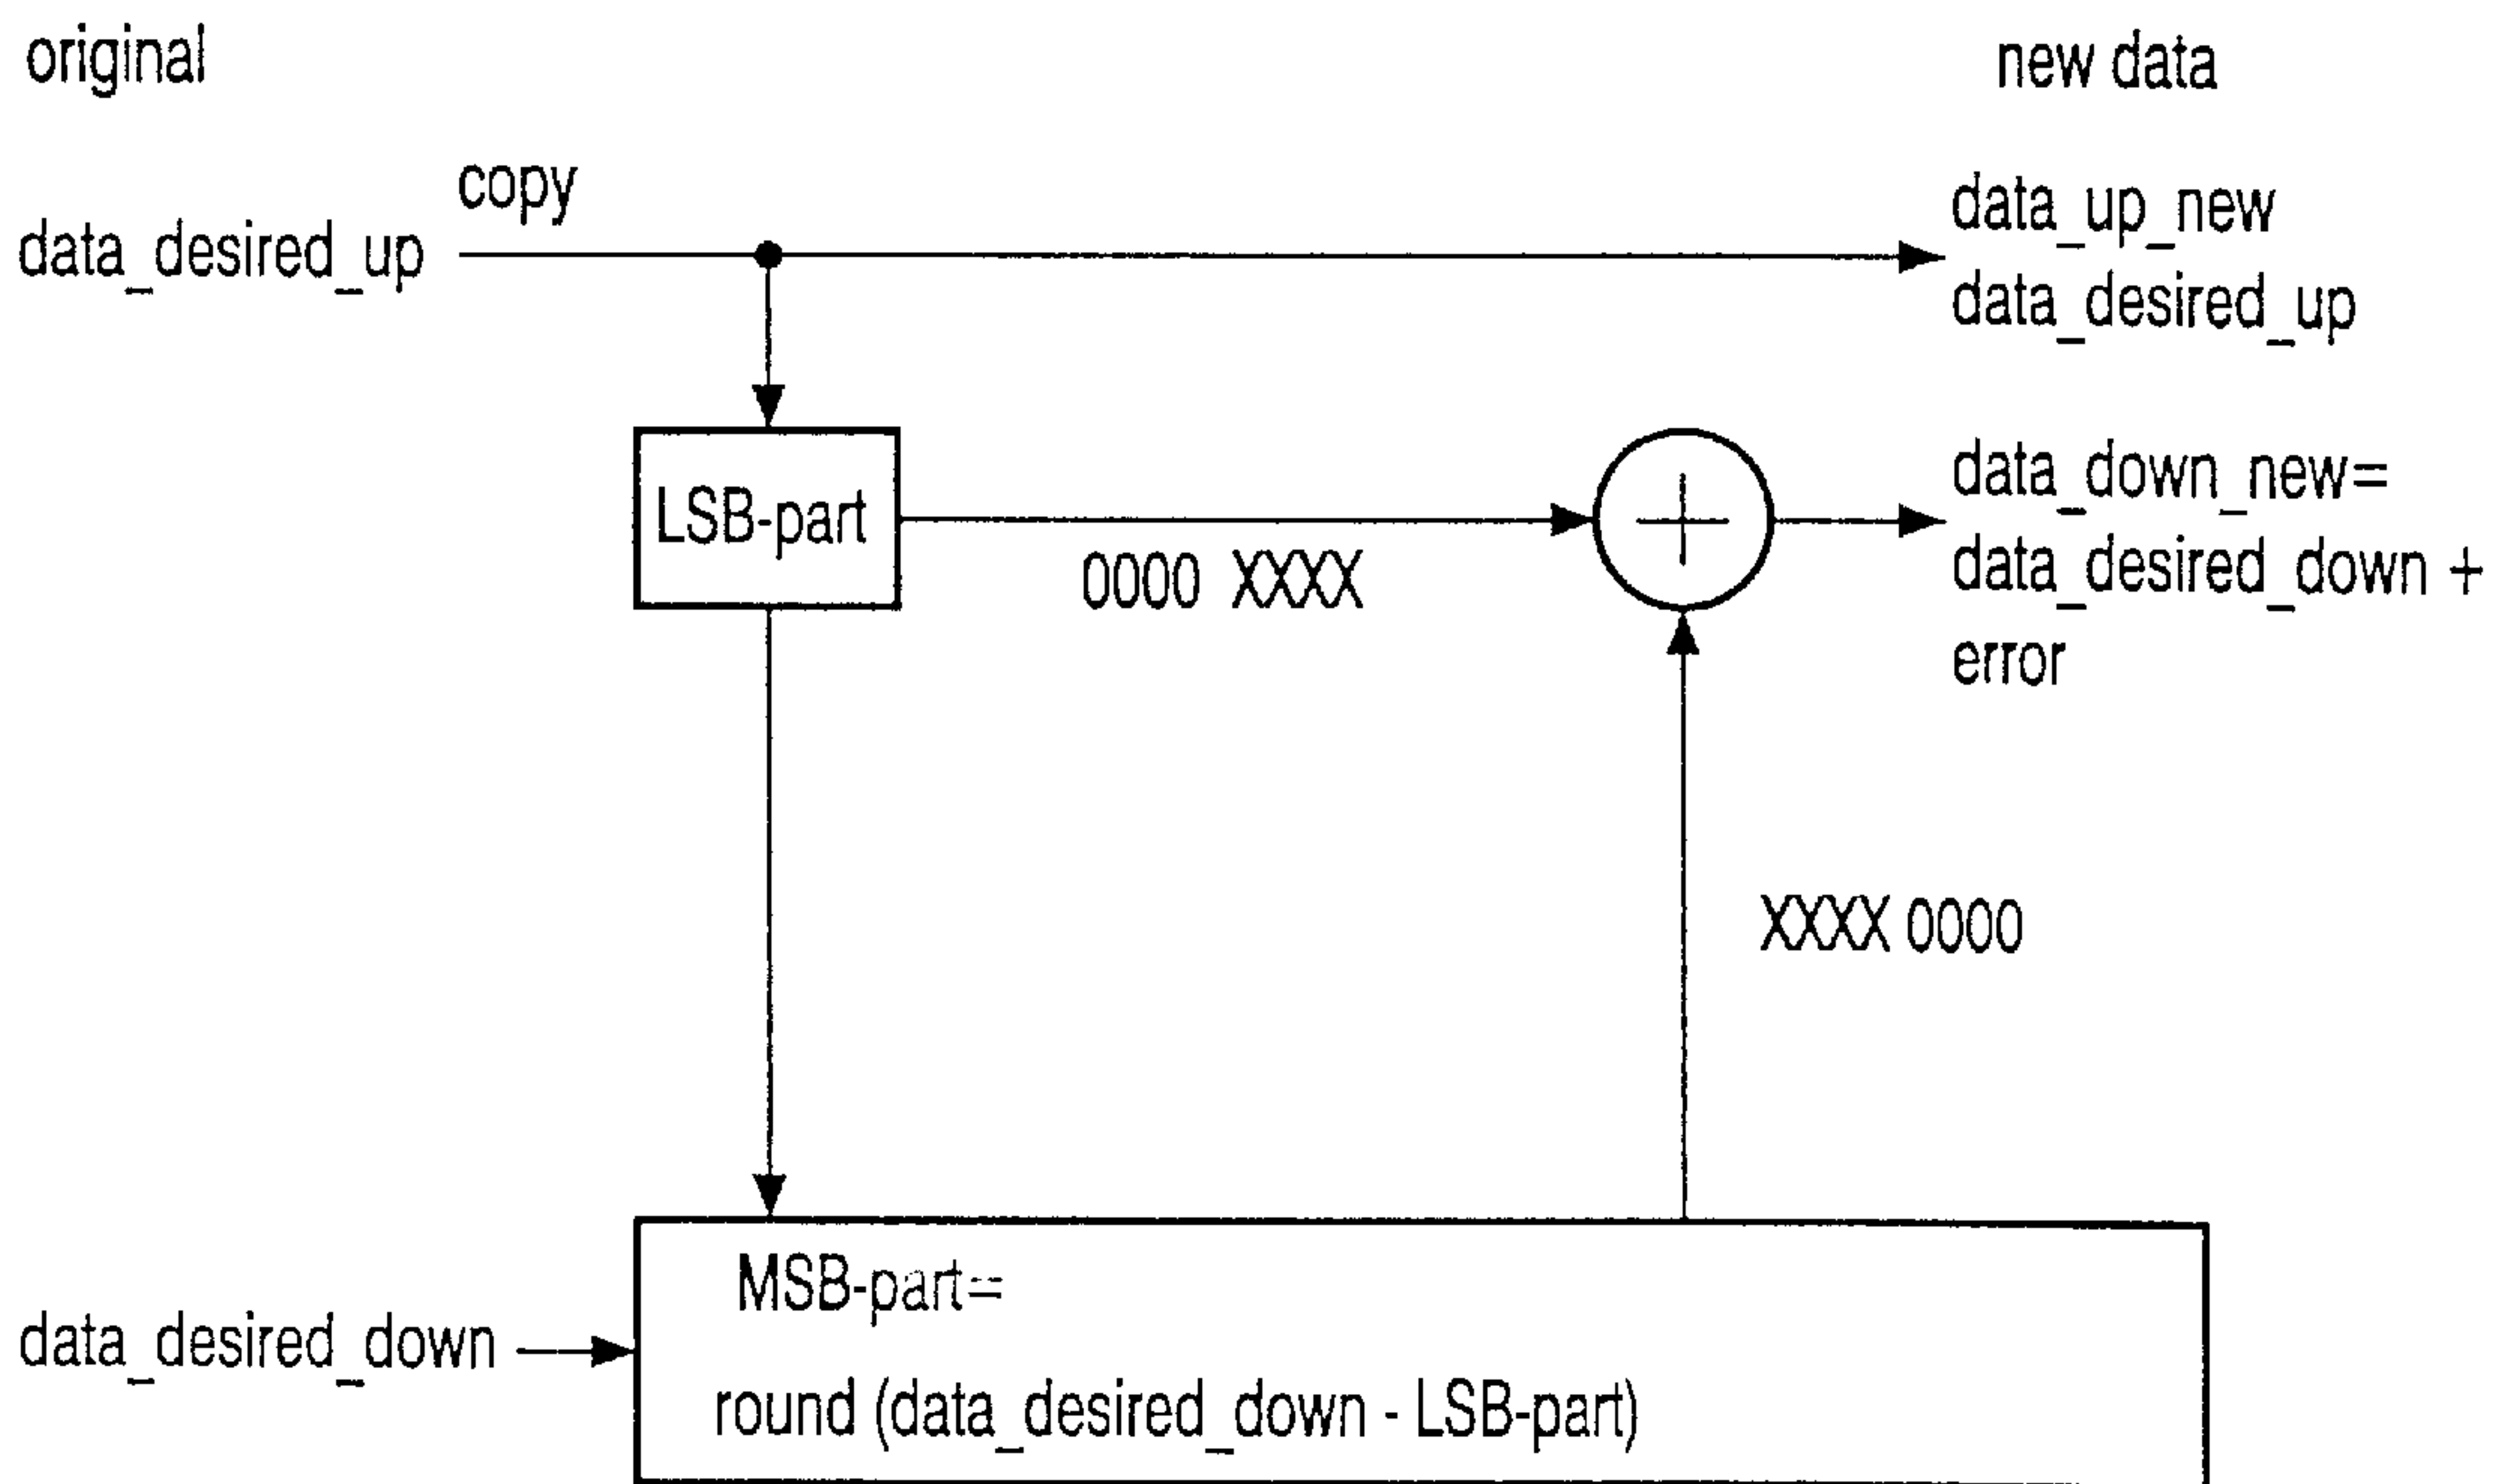 original
new data
copy
data_desired_up
data_up_new
data_desired_up
LSB-part
0000 XXXX
data_down_new=
data_desired_down +
error
XXXX 0000
data_desired_down
MSB-part=
round (data_desired_down - LSB-part)